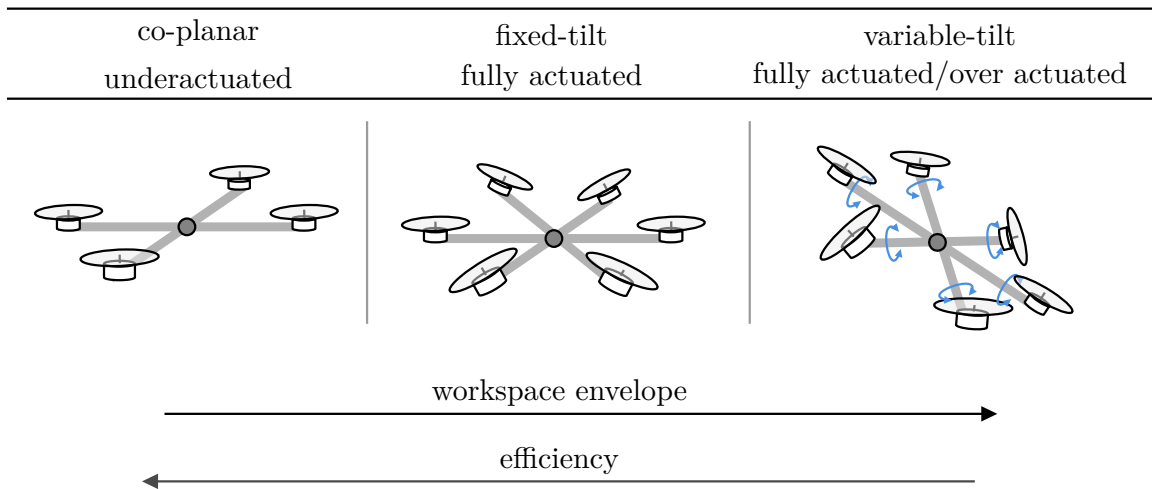 co-planar
underactuated
fixed-tilt
fully actuated
variable-tilt
fully actuated/over actuated
workspace envelope
efficiency